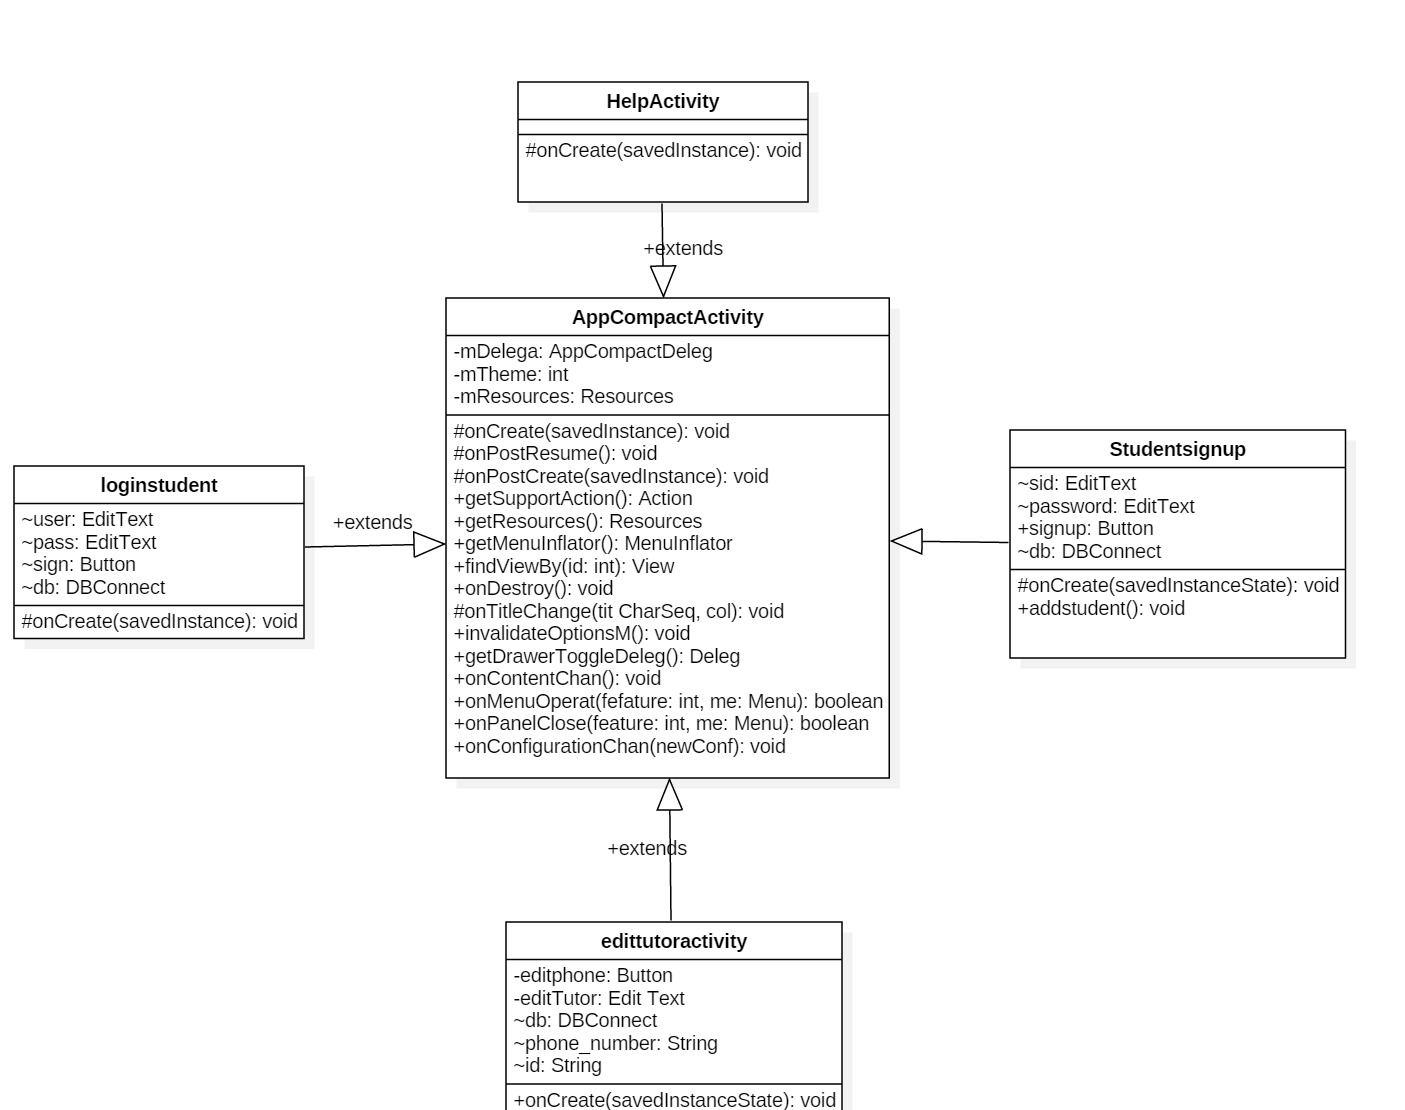 HelpActivity
#onCreate(savedInstance): void
+extends
AppCompactActivity
-mDelega: AppCompactDeleg
-mTheme: int
-mResources: Resources
#onCreate(savedInstance): void
#onPostResume(): void
#onPostCreate(savedInstance): void
+getSupportAction(): Action
+getResources(): Resources
+getMenuInflator(): MenuInflator
+findViewBy(id: int): View
+onDestroy(): void
#onTitleChange(tit CharSeq, col): void
+invalidateOptionsM(): void
+getDrawerToggleDeleg(): Deleg
+onContentChan(): void
+onMenuOperat(fefature: int, me: Menu): boolean
+onPanelClose(feature: int, me: Menu): boolean
+onConfigurationChan(newConf): void
loginstudent
~user: EditText
~pass: EditText
~sign: Button
~db: DBConnect
#onCreate(savedInstance): void
+extends
Studentsignup
~sid: EditText
~password: EditText
+signup: Button
~db: DBConnect
#onCreate(savedInstanceState): void
+addstudent(): void
+extends
edittutoractivity
-editphone: Button
-editTutor: Edit Text
~db: DBConnect
~phone_number: String
~id: String
+onCreate(savedInstanceState): void